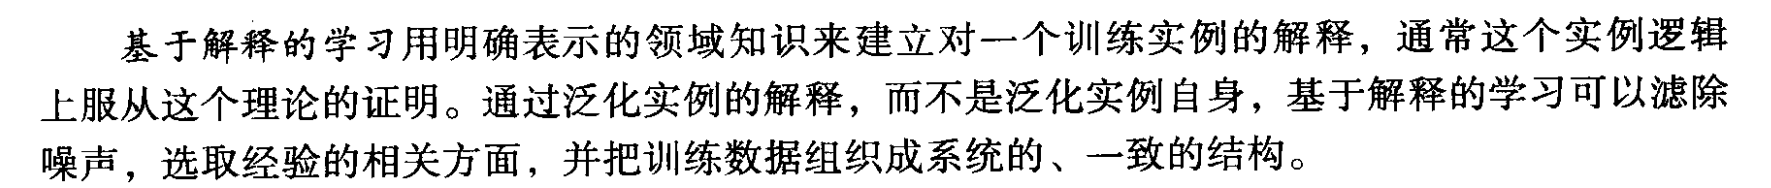 基于解释的学习用明确表示的领域知识来建立对一个训练实例的解释，通常这个实例逻辑
上服从这个理论的证明。通过泛化实例的解释，而不是泛化实例自身，基于解释的学习可以滤除
噪声，选取经验的相关方面，并把训练数据组织成系统的、一致的结构。